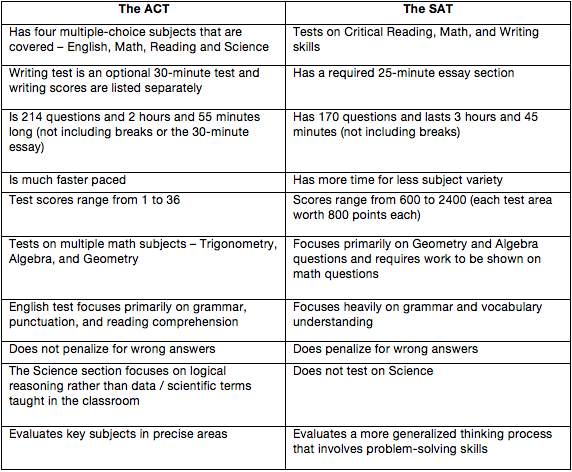 The ACT
The SAT
Has four multiple-choice subjects that are
covered – English, Math, Reading and Science
Tests on Critical Reading, Math, and Writing
skills
Writing test is an optional 30-minute test and
writing scores are listed separately
Has a required 25-minute essay section
Is 214 questions and 2 hours and 55 minutes
long (not including breaks or the 30-minute
essay)
Has 170 questions and lasts 3 hours and 45
minutes (not including breaks)
Is much faster paced
Has more time for less subject variety
Test scores range from 1 to 36
Scores range from 600 to 2400 (each test area
worth 800 points each)
Tests on multiple math subjects – Trigonometry,
Algebra, and Geometry
Focuses primarily on Geometry and Algebra
questions and requires work to be shown on
math questions
English test focuses primarily on grammar,
punctuation, and reading comprehension
Focuses heavily on grammar and vocabulary
understanding
Does not penalize for wrong answers
Does penalize for wrong answers
The Science section focuses on logical
reasoning rather than data / scientific terms
taught in the classroom
Does not test on Science
Evaluates key subjects in precise areas
Evaluates a more generalized thinking process
that involves problem-solving skills